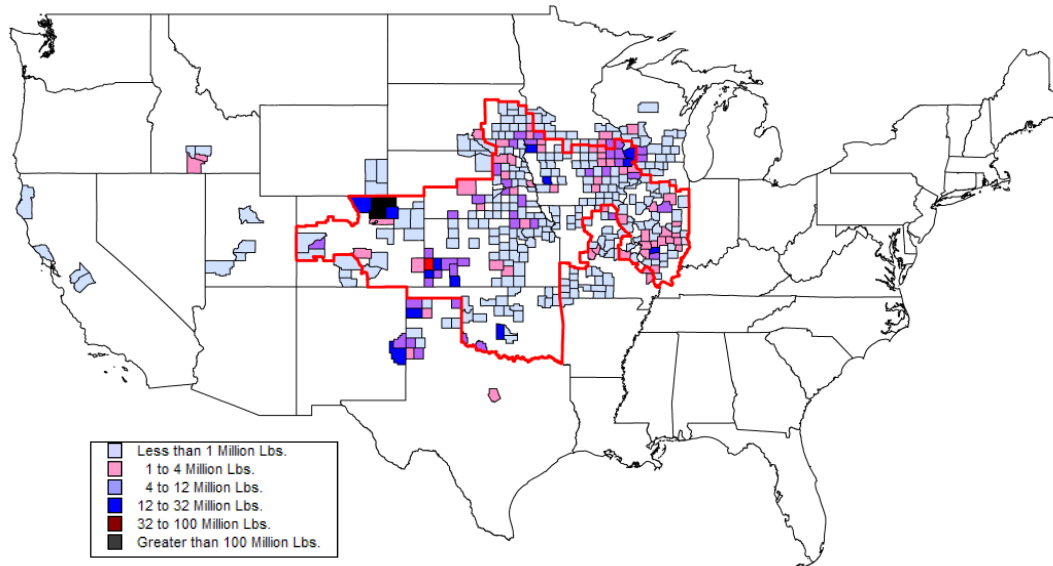 Less than 1 Million Lbs.
1 to 4 Million Lbs.
4 to 12 Million Lbs.
12 to 32 Million Lbs.
32 to 100 Million Lbs.
Greater than 100 Million Lbs.